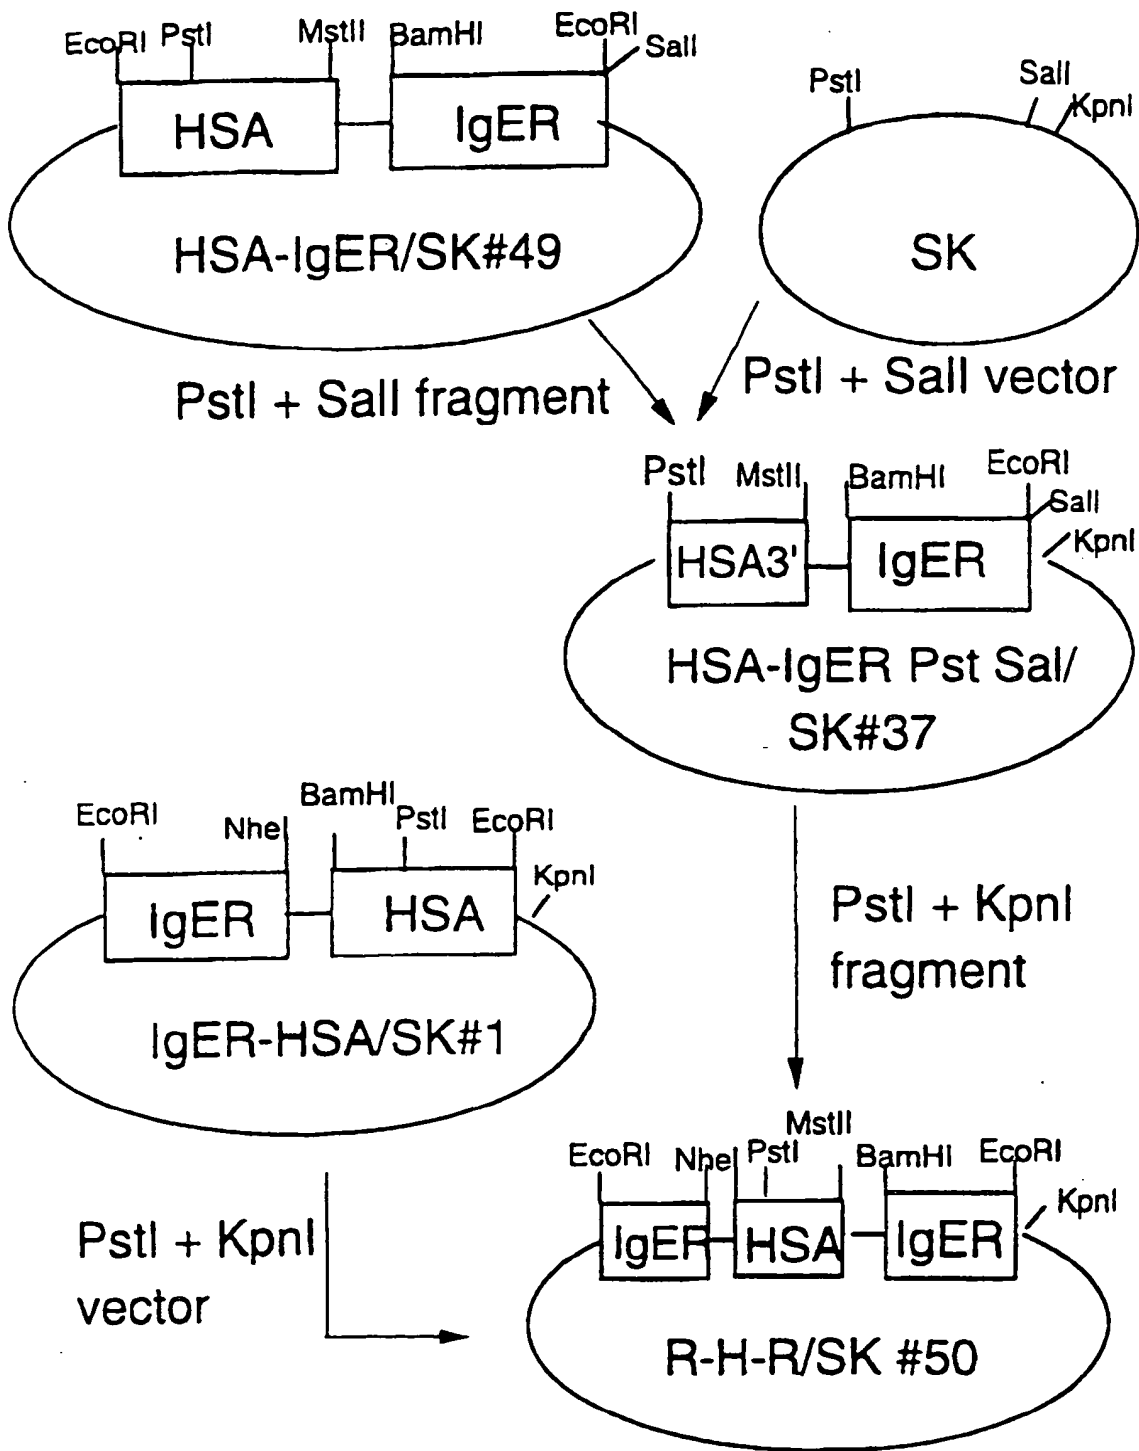 EcoRI PstI MstII BamHI EcoRI SalI
HSA IgER
HSA-IgER/SK#49
PstI SalI KpnI
SK
PstI + SalI fragment
PstI + SalI vector
PstI MstII BamHI EcoRI SalI KpnI
HSA3' IgER
HSA-IgER Pst Sal/
SK#37
EcoRI NheI BamHI PstI EcoRI KpnI
IgER HSA
IgER-HSA/SK#1
PstI + KpnI
fragment
PstI + KpnI
vector
MstII
EcoRI NheI PstI BamHI EcoRI KpnI
IgER HSA IgER
R-H-R/SK #50